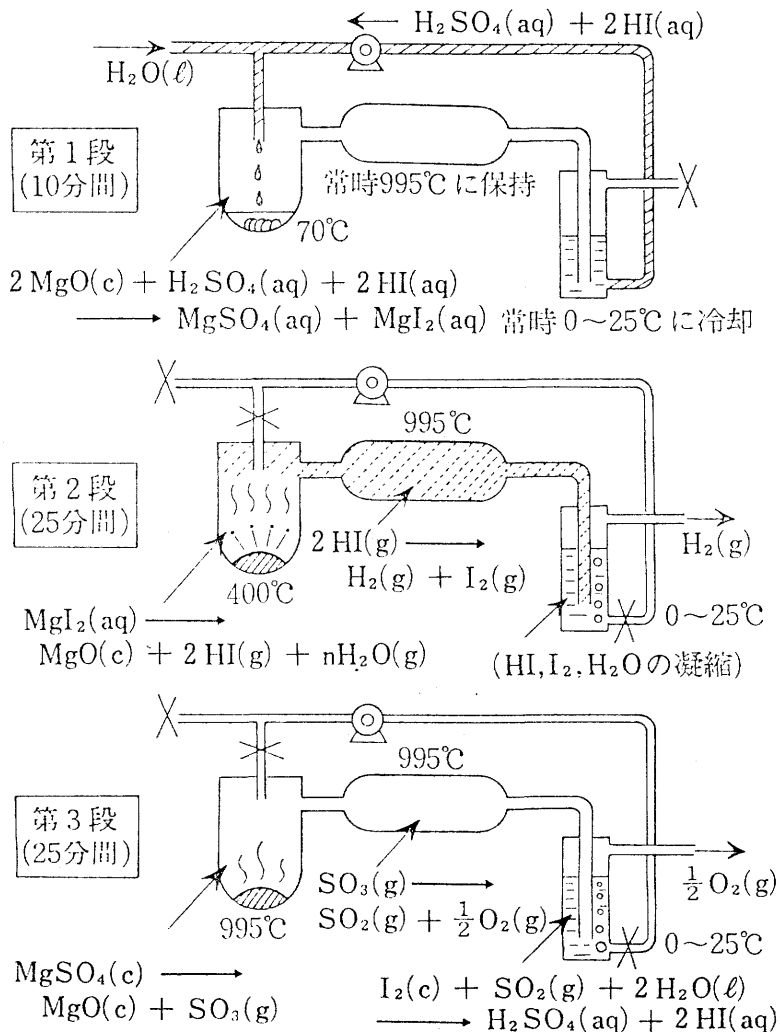 ← H₂SO₄(aq) + 2HI(aq)
H₂O(ℓ)
第1段
(10分間)
常時995℃に保持
70℃
2MgO(c) + H₂SO₄(aq) + 2HI(aq)
→ MgSO₄(aq) + MgI₂(aq)
常時0~25℃に冷却
第2段
(25分間)
995℃
2HI(g) →
H₂(g) + I₂(g)
H₂(g)
400℃
0~25℃
MgI₂(aq) →
MgO(c) + 2HI(g) + nH₂O(g)
(HI, I₂, H₂Oの凝縮)
第3段
(25分間)
995℃
SO₃(g) →
SO₂(g) + ½O₂(g)
½O₂(g)
995℃
0~25℃
MgSO₄(c) →
MgO(c) + SO₃(g)
I₂(c) + SO₂(g) + 2H₂O(ℓ)
→ H₂SO₄(aq) + 2HI(aq)